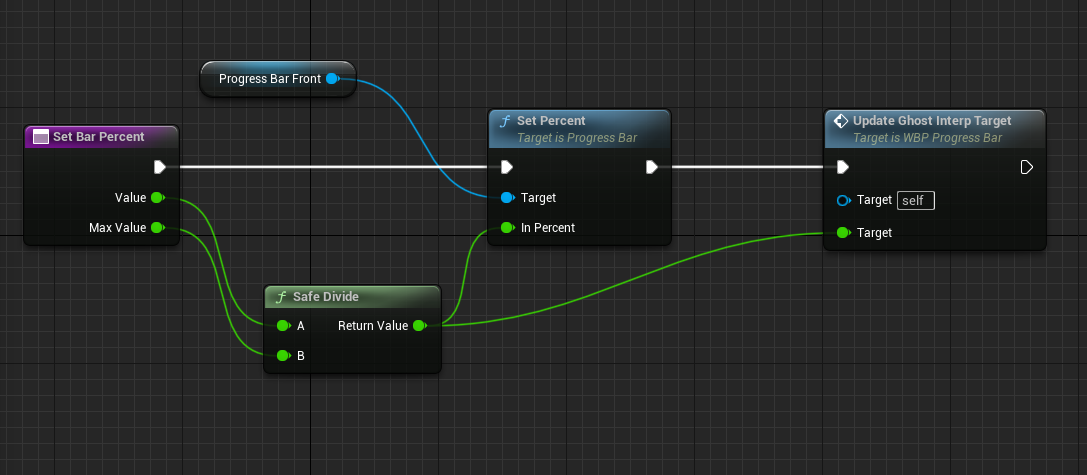 Progress Bar Front
Set Bar Percent
Value
Max Value
Safe Divide
A
Return Value
B
Set Percent
Target is Progress Bar
Target
In Percent
Update Ghost Interp Target
Target is WBP Progress Bar
Target self
Target